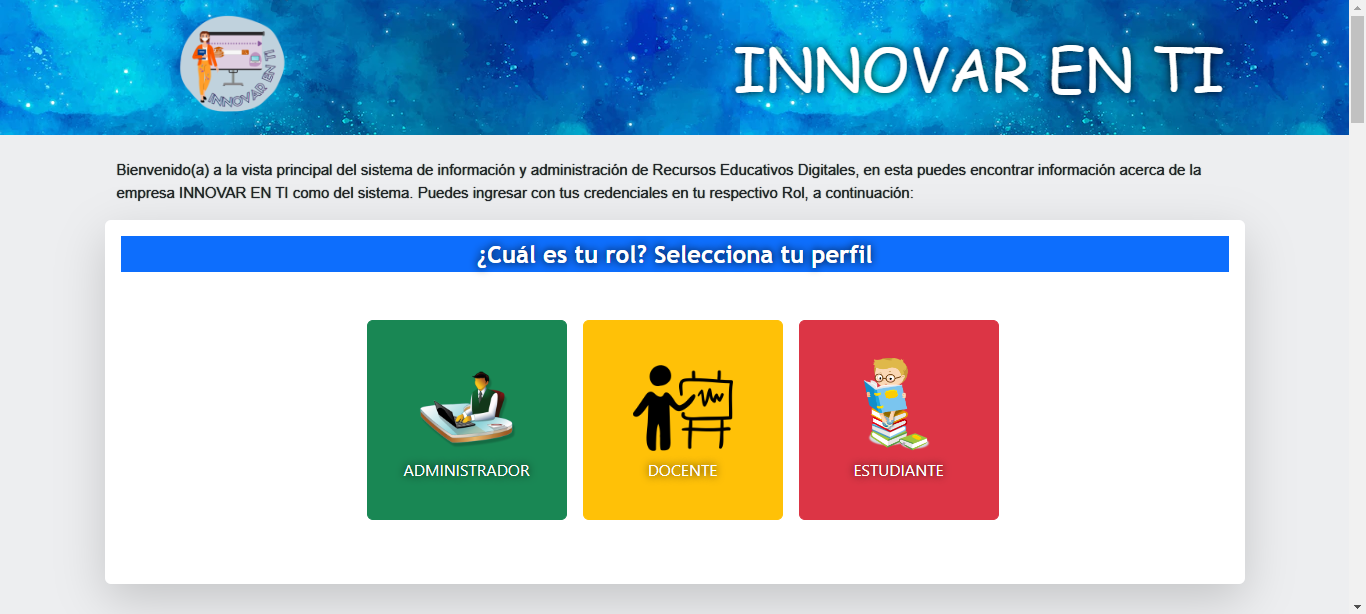 INNOVAR EN TI
INNOVAR EN TI
Bienvenido(a) a la vista principal del sistema de información y administración de Recursos Educativos Digitales, en esta puedes encontrar información acerca de la
empresa INNOVAR EN TI como del sistema. Puedes ingresar con tus credenciales en tu respectivo Rol, a continuación:
¿Cuál es tu rol? Selecciona tu perfil
ADMINISTRADOR
DOCENTE
ESTUDIANTE